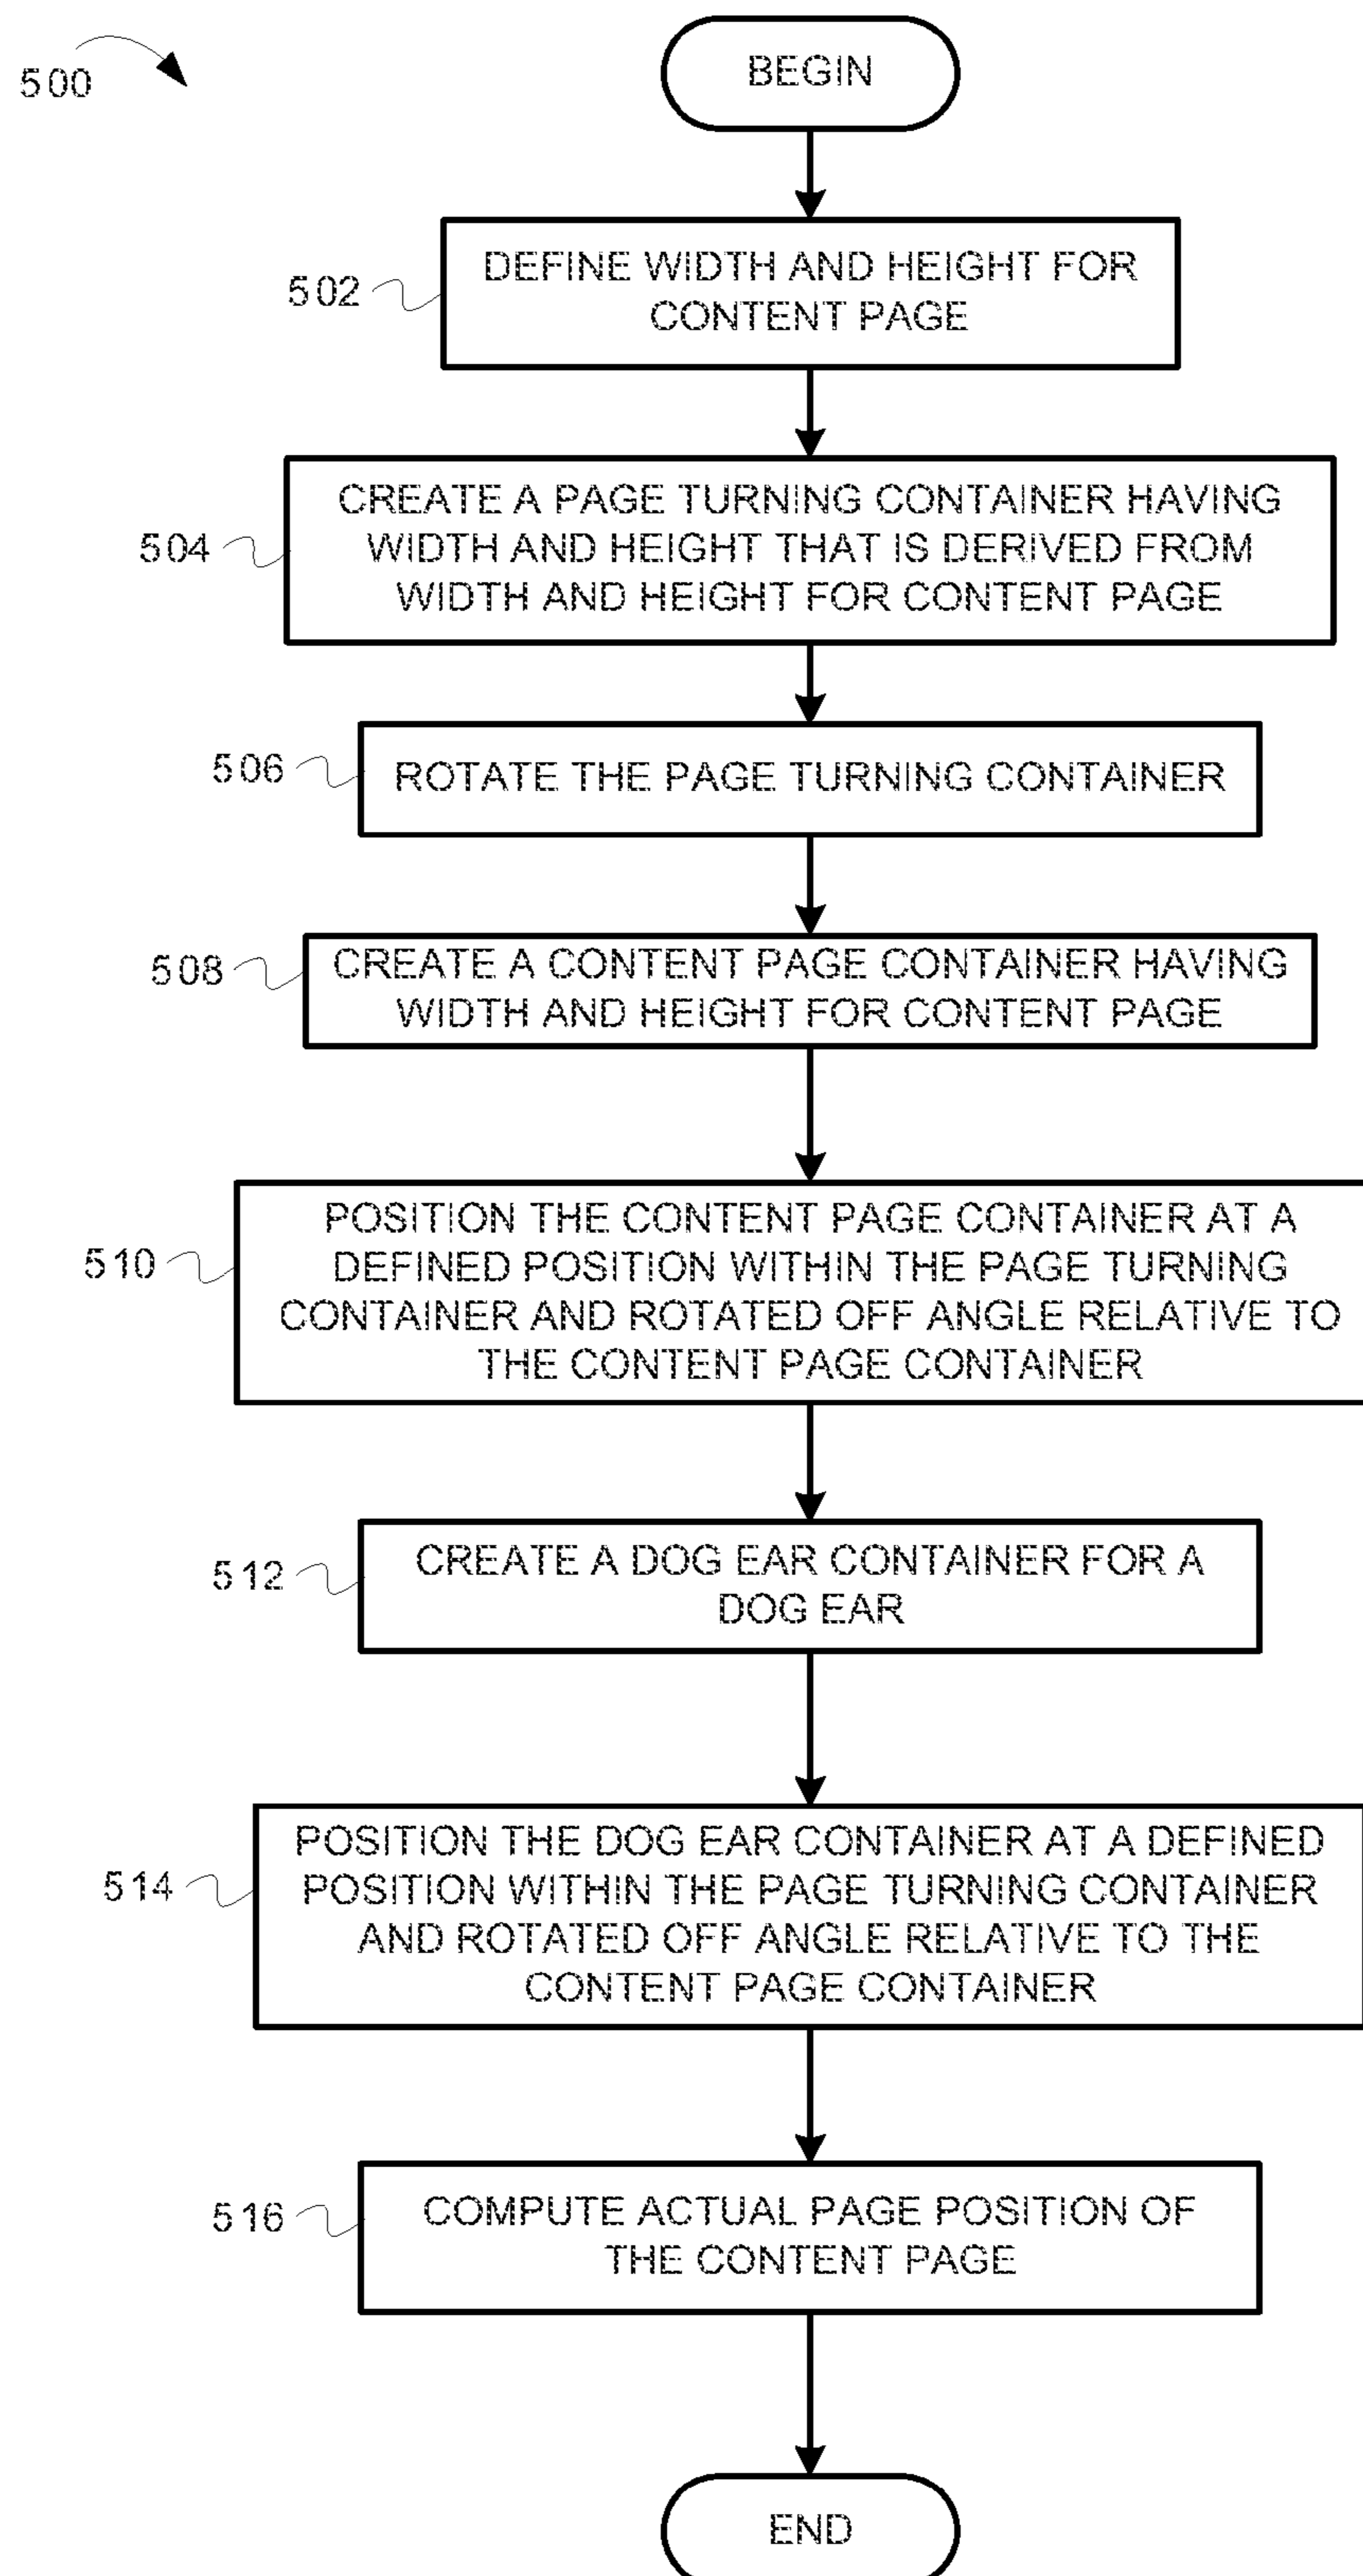 500
BEGIN
502
DEFINE WIDTH AND HEIGHT FOR
CONTENT PAGE
504
CREATE A PAGE TURNING CONTAINER HAVING
WIDTH AND HEIGHT THAT IS DERIVED FROM
WIDTH AND HEIGHT FOR CONTENT PAGE
506
ROTATE THE PAGE TURNING CONTAINER
508
CREATE A CONTENT PAGE CONTAINER HAVING
WIDTH AND HEIGHT FOR CONTENT PAGE
510
POSITION THE CONTENT PAGE CONTAINER AT A
DEFINED POSITION WITHIN THE PAGE TURNING
CONTAINER AND ROTATED OFF ANGLE RELATIVE TO
THE CONTENT PAGE CONTAINER
512
CREATE A DOG EAR CONTAINER FOR A
DOG EAR
514
POSITION THE DOG EAR CONTAINER AT A DEFINED
POSITION WITHIN THE PAGE TURNING CONTAINER
AND ROTATED OFF ANGLE RELATIVE TO THE
CONTENT PAGE CONTAINER
516
COMPUTE ACTUAL PAGE POSITION OF
THE CONTENT PAGE
END